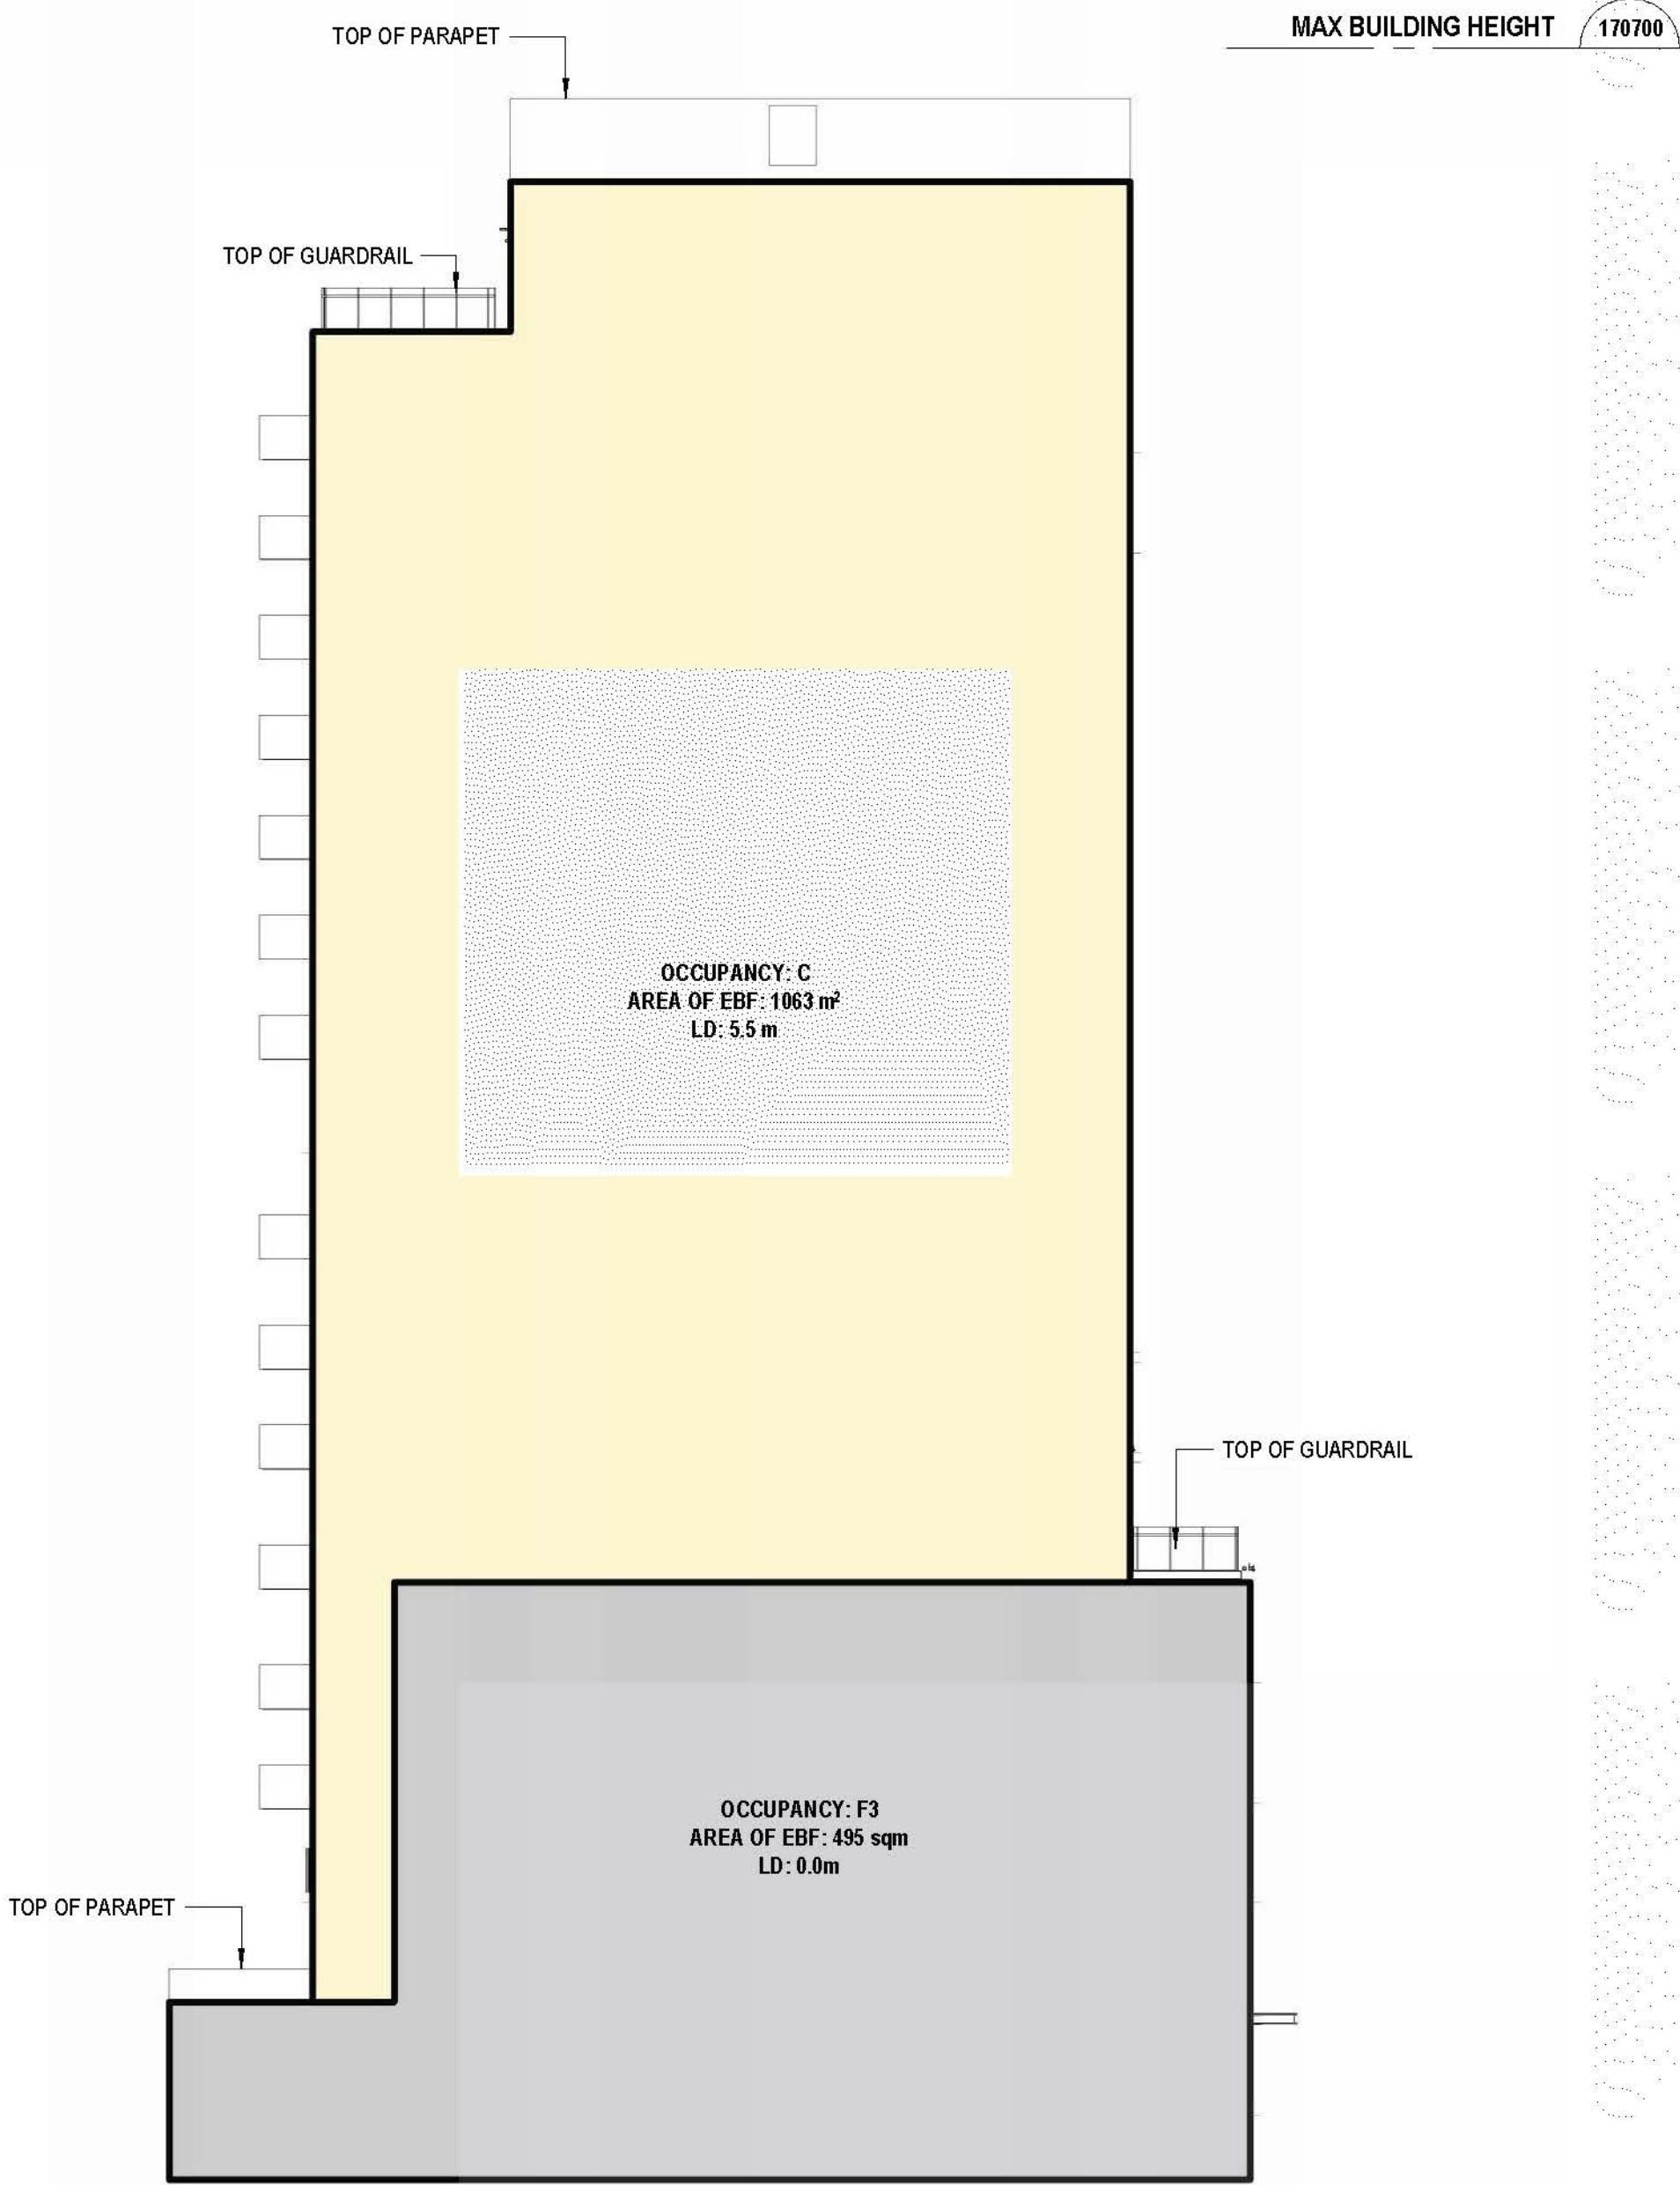 MAX BUILDING HEIGHT 170700
TOP OF PARAPET
TOP OF GUARDRAIL
OCCUPANCY: C
AREA OF EBF: 1063 m²
LD: 5.5 m
TOP OF GUARDRAIL
OCCUPANCY: F3
AREA OF EBF: 495 sqm
LD: 0.0m
TOP OF PARAPET